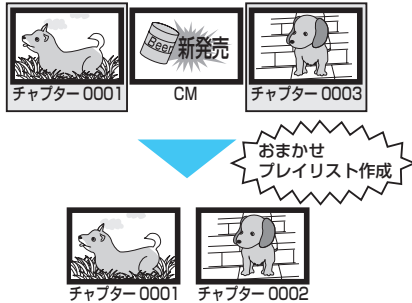 Beer 新発売
チャプター 0001 CM チャプター 0003
おまかせ
プレイリスト作成
チャプター 0001 チャプター 0002